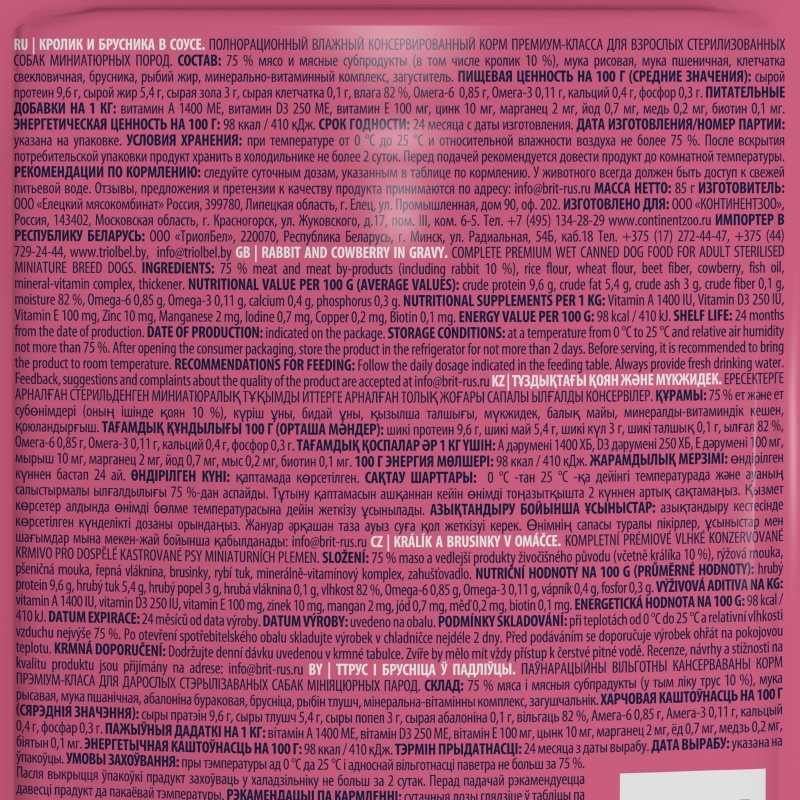 RU | КРОЛИК И БРУСНИКА В СОУСЕ. ПОЛНОРАЦИОННЫЙ ВЛАЖНЫЙ КОНСЕРВИРОВАННЫЙ КОРМ ПРЕМИУМ-КЛАССА ДЛЯ ВЗРОСЛЫХ СТЕРИЛИЗОВАННЫХ
СОБАК МИНИАТЮРНЫХ ПОРОД. СОСТАВ: 75 % мясо и мясные субпродукты (в том числе кролик 10 %), мука рисовая, мука пшеничная, клетчатка
свекловичная, брусника, рыбий жир, минерально-витаминный комплекс, загуститель. ПИЩЕВАЯ ЦЕННОСТЬ НА 100 Г (СРЕДНИЕ ЗНАЧЕНИЯ): сырой
протеин 9,6 г, сырой жир 5,4 г, сырая зола 3 г, сырая клетчатка 0,1 г, влага 82 %, Омега-6 0,85 г, Омега-3 0,11 г, кальций 0,4 г, фосфор 0,3 г. ПИТАТЕЛЬНЫЕ
ДОБАВКИ НА 1 КГ: витамин А 1400 МЕ, витамин D3 250 МЕ, витамин Е 100 мг, цинк 10 мг, марганец 2 мг, йод 0,7 мг, медь 0,2 мг, биотин 0,1 мг.
ЭНЕРГЕТИЧЕСКАЯ ЦЕННОСТЬ НА 100 Г: 98 ккал / 410 кДж. СРОК ГОДНОСТИ: 24 месяца с даты изготовления. ДАТА ИЗГОТОВЛЕНИЯ/НОМЕР ПАРТИИ:
указана на упаковке. УСЛОВИЯ ХРАНЕНИЯ: при температуре от 0 °C до 25 °C и относительной влажности воздуха не более 75 %. После вскрытия
потребительской упаковки продукт хранить в холодильнике не более 2 суток. Перед подачей рекомендуется довести продукт до комнатной температуры.
РЕКОМЕНДАЦИИ ПО КОРМЛЕНИЮ: следуйте суточным дозам, указанным в таблице по кормлению. У животного всегда должен быть доступ к свежей
питьевой воде. Отзывы, предложения и претензии к качеству продукта принимаются по адресу: info@brit-rus.ru МАССА НЕТТО: 85 г ИЗГОТОВИТЕЛЬ:
ООО «Елецкий мясокомбинат» Россия, 399780, Липецкая область, г. Елец, ул. Промышленная, дом 90, оф. 202. ИЗГОТОВЛЕНО ДЛЯ: ООО «КОНТИНЕНТЗОО»,
Россия, 143402, Московская область, г. Красногорск, ул. Жуковского, д.17, пом. III, ком. 6-5. Тел. +7 (495) 134-28-29 www.continentzoo.ru ИМПОРТЕР В
РЕСПУБЛИКУ БЕЛАРУСЬ: ООО «ТриолБел», 220070, Республика Беларусь, г. Минск, ул. Радиальная, 54Б, каб.18 Тел. +375 (17) 272-44-47, +375 (44)
729-24-44, www.triolbel.by, info@triolbel.by GB | RABBIT AND COWBERRY IN GRAVY. COMPLETE PREMIUM WET CANNED DOG FOOD FOR ADULT STERILISED
MINIATURE BREED DOGS. INGREDIENTS: 75 % meat and meat by-products (including rabbit 10 %), rice flour, wheat flour, beet fiber, cowberry, fish oil,
mineral-vitamin complex, thickener. NUTRITIONAL VALUE PER 100 G (AVERAGE VALUES): crude protein 9,6 g, crude fat 5,4 g, crude ash 3 g, crude fiber 0,1 g,
moisture 82 %, Omega-6 0,85 g, Omega-3 0,11 g, calcium 0,4 g, phosphorus 0,3 g. NUTRITIONAL SUPPLEMENTS PER 1 KG: Vitamin A 1400 IU, Vitamin D3 250 IU,
Vitamin E 100 mg, Zinc 10 mg, Manganese 2 mg, Iodine 0,7 mg, Copper 0,2 mg, Biotin 0,1 mg. ENERGY VALUE PER 100 G: 98 kcal / 410 kJ. SHELF LIFE: 24 months
from the date of production. DATE OF PRODUCTION: indicated on the package. STORAGE CONDITIONS: at a temperature from 0 °C to 25 °C and relative air humidity
not more than 75 %. After opening the consumer packaging, store the product in the refrigerator for not more than 2 days. Before serving, it is recommended to bring
the product to room temperature. RECOMMENDATIONS FOR FEEDING: Follow the daily dosage indicated in the feeding table. Always provide fresh drinking water.
Feedback, suggestions and complaints about the quality of the product are accepted at info@brit-rus.ru KZ | ТҰЗДЫҚТАҒЫ ҚОЯН ЖӘНЕ МҮКЖИДЕК. ЕРЕСЕКТЕРГЕ
АРНАЛҒАН СТЕРИЛЬДЕНГЕН МИНИАТЮРАЛЫҚ ТҰҚЫМДЫ ИТТЕРГЕ АРНАЛҒАН ТОЛЫҚ ЖОҒАРЫ САПАЛЫ ЫЛҒАЛДЫ КОНСЕРВІЛЕР. ҚҰРАМЫ: 75 % ет және ет
субөнімдері (оның ішінде қоян 10 %), күріш ұны, бидай ұны, қызылша талшығы, мүкжидек, балық майы, минералды-витаминдік кешен,
қоюландырғыш. ТАҒАМДЫҚ ҚҰНДЫЛЫҒЫ 100 Г (ОРТАША МӘНДЕР): шикі протеин 9,6 г, шикі май 5,4 г, шикі күл 3 г, шикі талшық 0,1 г, ылғал 82 %,
Омега-6 0,85 г, Омега-3 0,11 г, кальций 0,4 г, фосфор 0,3 г. ТАҒАМДЫҚ ҚОСПАЛАР ӘР 1 КГ ҮШІН: А дәрумені 1400 ХБ, D3 дәрумені 250 ХБ, Е дәрумені 100 мг,
мырыш 10 мг, марганец 2 мг, йод 0,7 мг, мыс 0,2 мг, биотин 0,1 мг. 100 Г ЭНЕРГИЯ МӨЛШЕРІ: 98 ккал / 410 кДж. ЖАРАМДЫЛЫҚ МЕРЗІМІ: өндірілген
күннен бастап 24 ай. ӨНДІРІЛГЕН КҮНІ: қаптамада көрсетілген. САҚТАУ ШАРТТАРЫ: 0 °C -тан 25 °C -қа дейінгі температурада және ауаның
салыстырмалы ылғалдылығы 75 %-дан аспайды. Тұтыну қаптамасын ашқаннан кейін өнімді тоңазытқышта 2 күннен артық сақтамаңыз. Қызмет
көрсетер алдында өнімді бөлме температурасына дейін жеткізу ұсынылады. АЗЫҚТАНДЫРУ БОЙЫНША ҰСЫНЫСТАР: азықтандыру кестесінде
көрсетілген күнделікті дозаны орындаңыз. Жануар әрқашан таза ауыз суға қол жеткізуі керек. Өнімнің сапасы туралы пікірлер, ұсыныстар мен
шағымдар мына мекен-жай бойынша қабылданады: info@brit-rus.ru CZ | KRÁLÍK A BRUSINKY V OMÁČCE. KOMPLETNÍ PRÉMIOVÉ VLHKÉ KONZERVOVANÉ
KRMIVO PRO DOSPĚLÉ KASTROVANÉ PSY MINIATURNÍCH PLEMEN. SLOŽENÍ: 75 % maso a vedlejší produkty živočišného původu (včetně králíka 10 %), rýžová mouka,
pšeničná mouka, řepná vláknina, brusinky, rybí tuk, minerálně-vitamínový komplex, zahušťovadlo. NUTRIČNÍ HODNOTY NA 100 G (PRŮMĚRNÉ HODNOTY): hrubý
protein 9,6 g, hrubý tuk 5,4 g, hrubý popel 3 g, hrubá vláknina 0,1 g, vlhkost 82 %, Omega-6 0,85 g, Omega-3 0,11 g, vápník 0,4 g, fosfor 0,3 g. VÝŽIVOVÁ ADITIVA NA KG:
vitamin A 1400 IU, vitamin D3 250 IU, vitamin E 100 mg, zinek 10 mg, mangan 2 mg, jód 0,7 mg, měď 0,2 mg, biotin 0,1 mg. ENERGETICKÁ HODNOTA NA 100 G: 98 kcal /
410 kJ. DATUM EXPIRACE: 24 měsíců od data výroby. DATUM VÝROBY: uvedeno na obalu. PODMÍNKY SKLADOVÁNÍ: při teplotách od 0 °C do 25 °C a relativní vlhkosti
vzduchu nejvýše 75 %. Po otevření spotřebitelského obalu skladujte výrobek v chladničce nejdéle 2 dny. Před podáváním se doporučuje výrobek ohřát na pokojovou
teplotu. KRMNÁ DOPORUČENÍ: Dodržujte denní dávku uvedenou v krmné tabulce. Zvíře by mělo mít vždy přístup k čerstvé pitné vodě. Recenze, návrhy a stížnosti na
kvalitu produktu jsou přijímány na adrese: info@brit-rus.ru BY | ТТРУС І БРУСНІЦА Ў ПАДЛІЎЦЫ. ПАЎНАРАЦЫЙНЫ ВІЛЬГОТНЫ КАНСЕРВАВАНЫ КОРМ
ПРЭМІУМ-КЛАСА ДЛЯ ДАРОСЛЫХ СТЭРЫЛІЗАВАНЫХ САБАК МІНІЯЦЮРНЫХ ПАРОД. СКЛАД: 75 % мяса і мясныя субпрадукты (у тым ліку трус 10 %), мука
рысавая, мука пшанічная, абалоніна бураковая, брусніца, рыбін тлушч, мінеральна-вітамінны комплекс, загушчальнік. ХАРЧОВАЯ КАШТОЎНАСЦЬ НА 100 Г
(СЯРЭДНІЯ ЗНАЧЭННІ): сыры пратэін 9,6 г, сыры тлушч 5,4 г, сыры попел 3 г, сырая абалоніна 0,1 г, вільгаць 82 %, Амега-6 0,85 г, Амега-3 0,11 г, кальцый
0,4 г, фосфар 0,3 г. ПАЖЫЎНЫЯ ДАДАТКІ НА 1 КГ: вітамін А 1400 МЕ, вітамін D3 250 МЕ, вітамін Е 100 мг, цынк 10 мг, марганец 2 мг, ёд 0,7 мг, медзь 0,2 мг,
біятын 0,1 мг. ЭНЕРГЕТЫЧНАЯ КАШТОЎНАСЦЬ НА 100 Г: 98 ккал / 410 кДж. ТЭРМІН ПРЫДАТНАСЦІ: 24 месяца з даты вырабу. ДАТА ВЫРАБУ: указана на
ўпакоўцы. УМОВЫ ЗАХОЎВАННЯ: пры тэмпературы ад 0 °C да 25 °C і адноснай вільготнасці паветра не больш за 75 %.
Пасля выкрыцця ўпакоўкі прадукт захоўваць у халадзільніку не больш за 2 сутак. Перад падачай рэкамендуецца
давесці прадукт да пакаёвай тэмпературы. РЭКАМЕНДАЦЫІ ПА КАРМЛЕННІ: сутачныя дозы глядзіце ў табліцы па